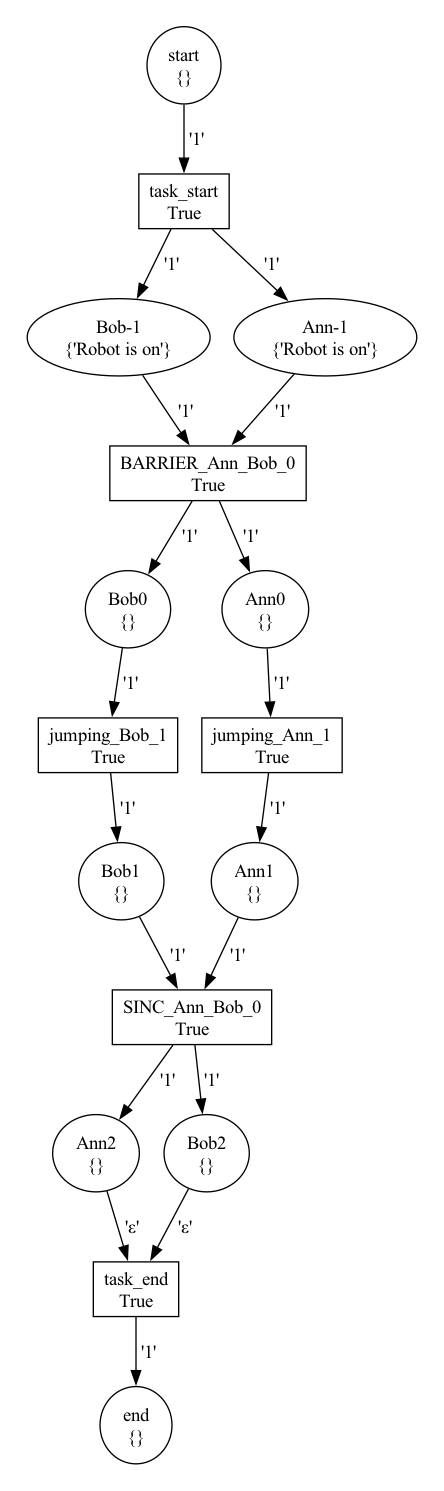 start
{}
'1'
task_start
True
'1'
'1'
Bob-1
{'Robot is on'}
Ann-1
{'Robot is on'}
'1'
'1'
BARRIER_Ann_Bob_0
True
'1'
'1'
Bob0
{}
Ann0
{}
'1'
'1'
jumping_Bob_1
True
jumping_Ann_1
True
'1'
'1'
Bob1
{}
Ann1
{}
'1'
'1'
SINC_Ann_Bob_0
True
'1'
'1'
Ann2
{}
Bob2
{}
'ε'
'ε'
task_end
True
'1'
end
{}